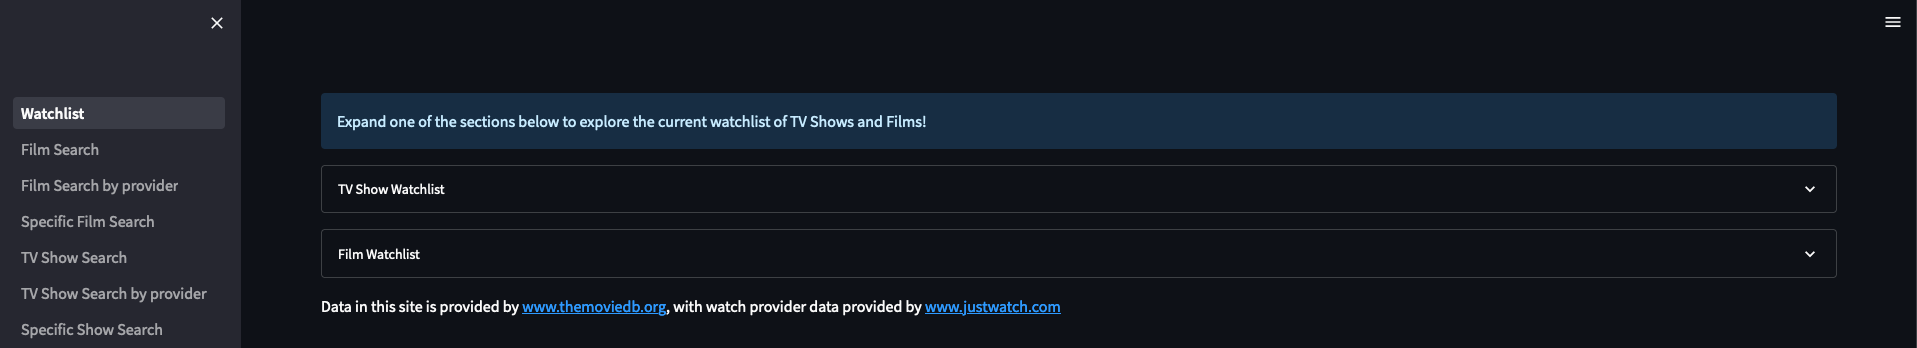 Watchlist
Film Search
Film Search by provider
Specific Film Search
TV Show Search
TV Show Search by provider
Specific Show Search
Expand one of the sections below to explore the current watchlist of TV Shows and Films!
TV Show Watchlist
Film Watchlist
Data in this site is provided by www.themoviedb.org, with watch provider data provided by www.justwatch.com